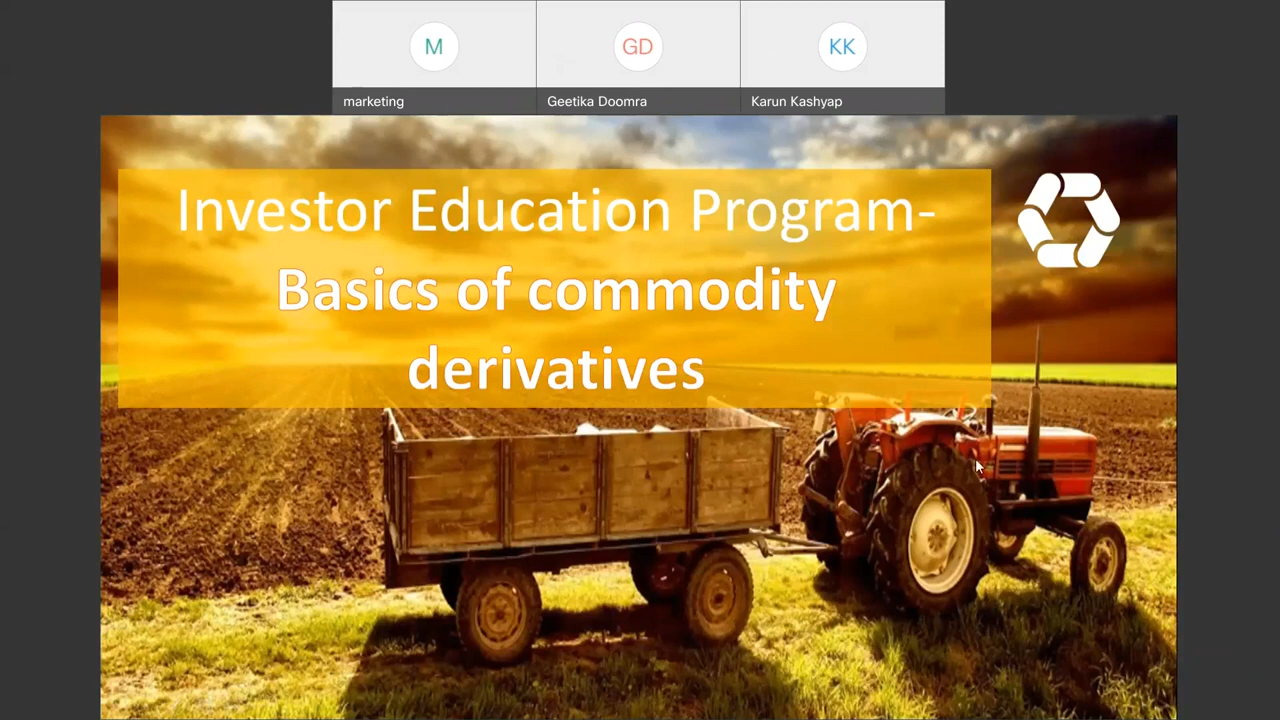 M
GD
KK
marketing
Geetika Doomra
Karun Kashyap
Investor Education Program-
Basics of commodity
derivatives